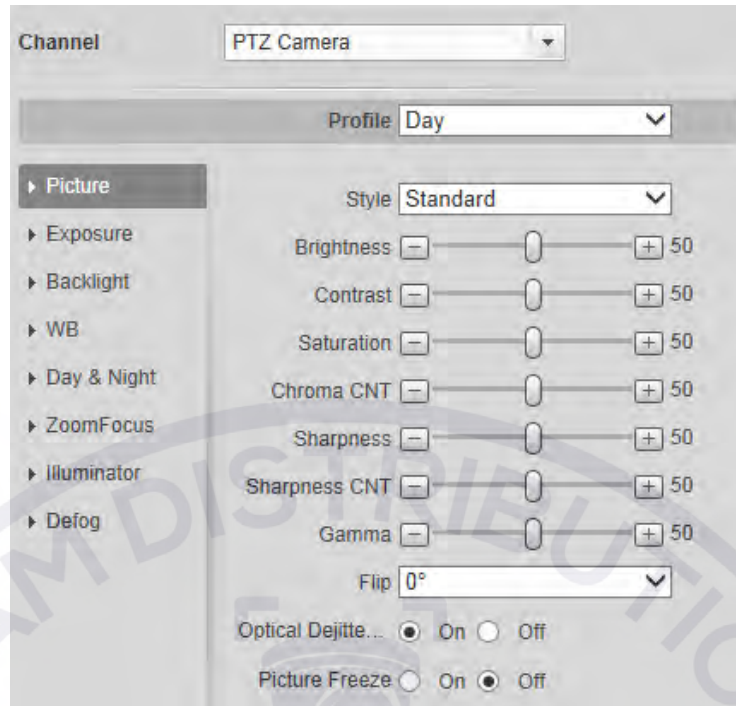 Channel PTZ Camera
Profile Day
Picture
Style Standard
Exposure
Brightness 50
Backlight
Contrast 50
WB
Saturation 50
Day & Night
Chroma CNT 50
ZoomFocus
Sharpness 50
Illuminator
Sharpness CNT 50
Defog
Gamma 50
Flip 0°
Optical Dejitte... On Off
Picture Freeze On Off
AM DISTRIBUTIO